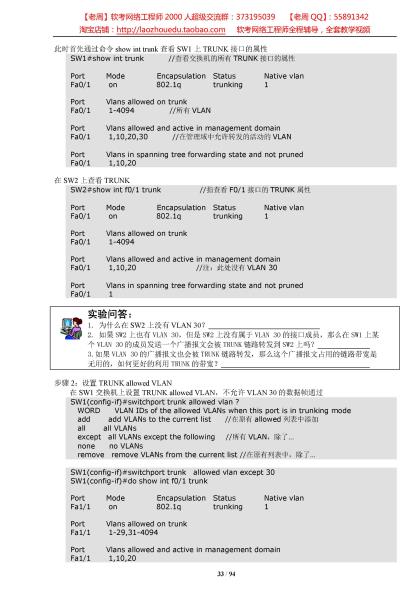 【老周】软考网络工程师 2000 人超级交流群：373195039 【老周 QQ】：55891342
淘宝店铺：http://laozhouedu.taobao.com 软考网络工程师全程辅导，全套教学视频
此时首先通过命令 show int trunk 查看 SW1 上 TRUNK 接口的属性
SW1#show int trunk //查看交换机的所有 TRUNK 接口的属性
Port Mode Encapsulation Status Native vlan
Fa0/1 on 802.1q trunking 1
Port Vlans allowed on trunk
Fa0/1 1-4094 //所有 VLAN
Port Vlans allowed and active in management domain
Fa0/1 1,10,20,30 //在管理域中允许转发的活动的 VLAN
Port Vlans in spanning tree forwarding state and not pruned
Fa0/1 1,10,20
在 SW2 上查看 TRUNK
SW2#show int f0/1 trunk //指查看 F0/1 接口的 TRUNK 属性
Port Mode Encapsulation Status Native vlan
Fa0/1 on 802.1q trunking 1
Port Vlans allowed on trunk
Fa0/1 1-4094
Port Vlans allowed and active in management domain
Fa0/1 1,10,20 //注：此处没有 VLAN 30
Port Vlans in spanning tree forwarding state and not pruned
Fa0/1 1
实验问答：
1. 为什么在 SW2 上没有 VLAN 30？
2. 如果 SW2 上也有 VLAN 30，但是 SW2 上没有属于 VLAN 30 的接口成员，那么在 SW1 上某
个 VLAN 30 的成员发送一个广播报文会被 TRUNK 链路转发到 SW2 上吗？
3.如果 VLAN 30 的广播报文也会被 TRUNK 链路转发，那么这个广播报文占用的链路带宽是
无用的，如何更好的利用 TRUNK 的带宽？
步骤 2：设置 TRUNK allowed VLAN
在 SW1 交换机上设置 TRUNK allowed VLAN，不允许 VLAN 30 的数据帧通过
SW1(config-if)#switchport trunk allowed vlan ?
WORD VLAN IDs of the allowed VLANs when this port is in trunking mode
add add VLANs to the current list //在原有 allowed 列表中添加
all all VLANs
except all VLANs except the following //所有 VLAN，除了…
none no VLANs
remove remove VLANs from the current list //在原有列表中，除了…
SW1(config-if)#switchport trunk allowed vlan except 30
SW1(config-if)#do show int f0/1 trunk
Port Mode Encapsulation Status Native vlan
Fa1/1 on 802.1q trunking 1
Port Vlans allowed on trunk
Fa1/1 1-29,31-4094
Port Vlans allowed and active in management domain
Fa1/1 1,10,20
33 / 94